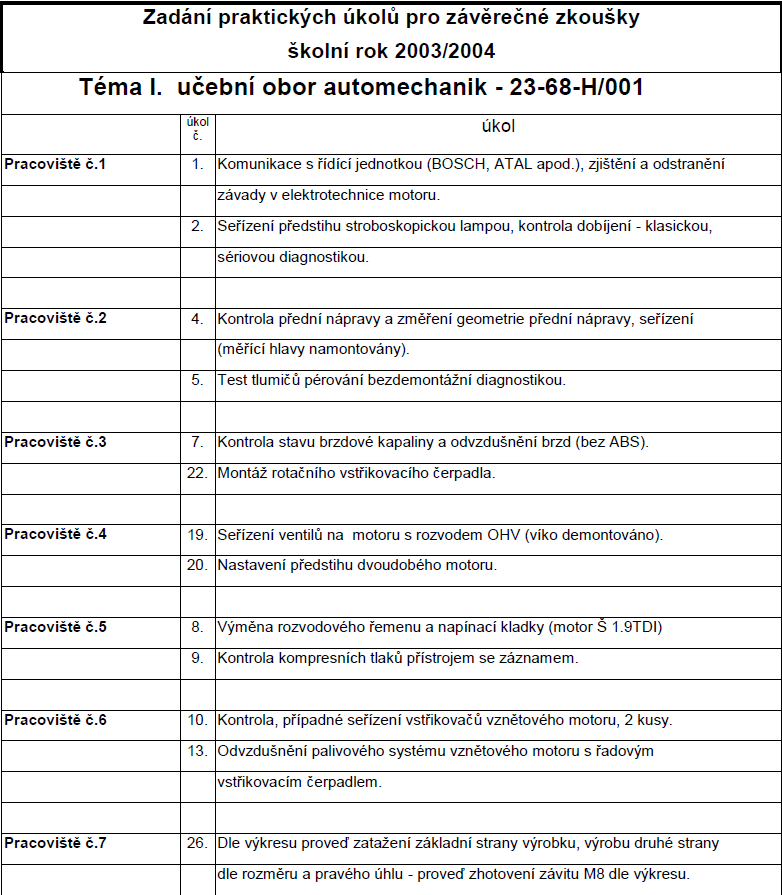 Zadání praktických úkolů pro závěrečné zkoušky
školní rok 2003/2004
Téma I. učební obor automechanik - 23-68-H/001
úkol č. úkol
Pracoviště č.1 1. Komunikace s řídící jednotkou (BOSCH, ATAL apod.), zjištění a odstranění
závady v elektrotechnice motoru.
2. Seřízení předstihu stroboskopickou lampou, kontrola dobíjení - klasickou,
sériovou diagnostikou.
Pracoviště č.2 4. Kontrola přední nápravy a změření geometrie přední nápravy, seřízení
(měřící hlavy namontovány).
5. Test tlumičů pérování bezdemontážní diagnostikou.
Pracoviště č.3 7. Kontrola stavu brzdové kapaliny a odvzdušnění brzd (bez ABS).
22. Montáž rotačního vstřikovacího čerpadla.
Pracoviště č.4 19. Seřízení ventilů na motoru s rozvodem OHV (víko demontováno).
20. Nastavení předstihu dvoudobého motoru.
Pracoviště č.5 8. Výměna rozvodového řemenu a napínací kladky (motor Š 1.9TDI)
9. Kontrola kompresních tlaků přístrojem se záznamem.
Pracoviště č.6 10. Kontrola, případné seřízení vstřikovačů vznětového motoru, 2 kusy.
13. Odvzdušnění palivového systému vznětového motoru s řadovým
vstřikovacím čerpadlem.
Pracoviště č.7 26. Dle výkresu proveď zatažení základní strany výrobku, výrobu druhé strany
dle rozměru a pravého úhlu - proveď zhotovení závitu M8 dle výkresu.